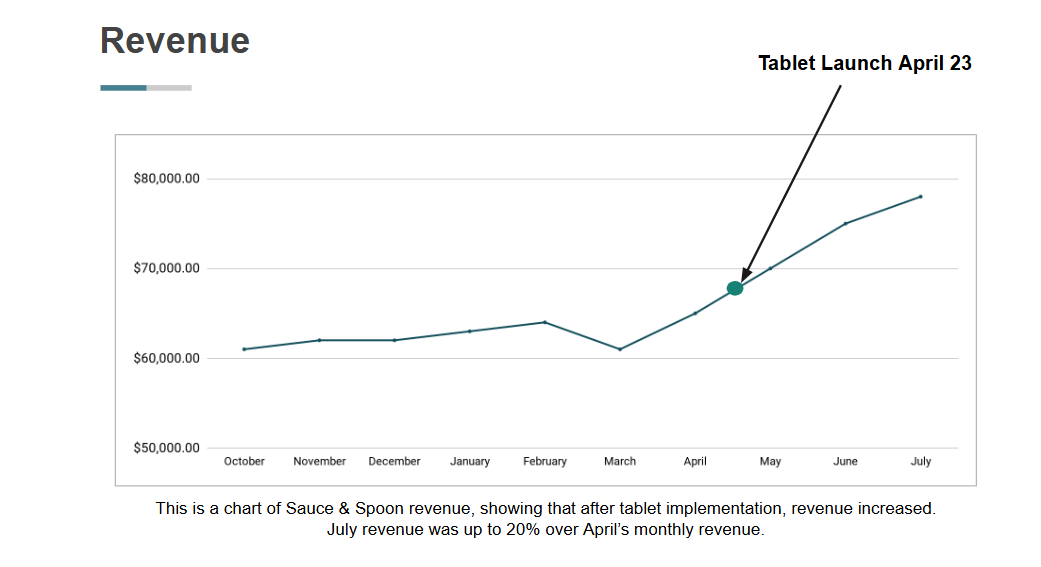 Revenue
Tablet Launch April 23
$80,000.00
$70,000.00
$60,000.00
$50,000.00
October November December January February March April May June July
This is a chart of Sauce & Spoon revenue, showing that after tablet implementation, revenue increased.
July revenue was up to 20% over April's monthly revenue.